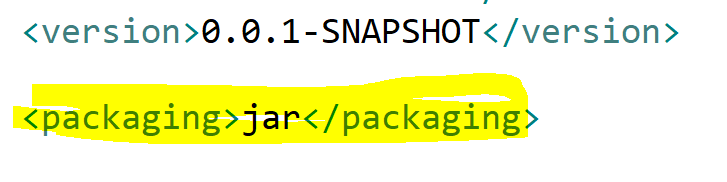 <version>0.0.1-SNAPSHOT</version>
<packaging>jar</packaging>